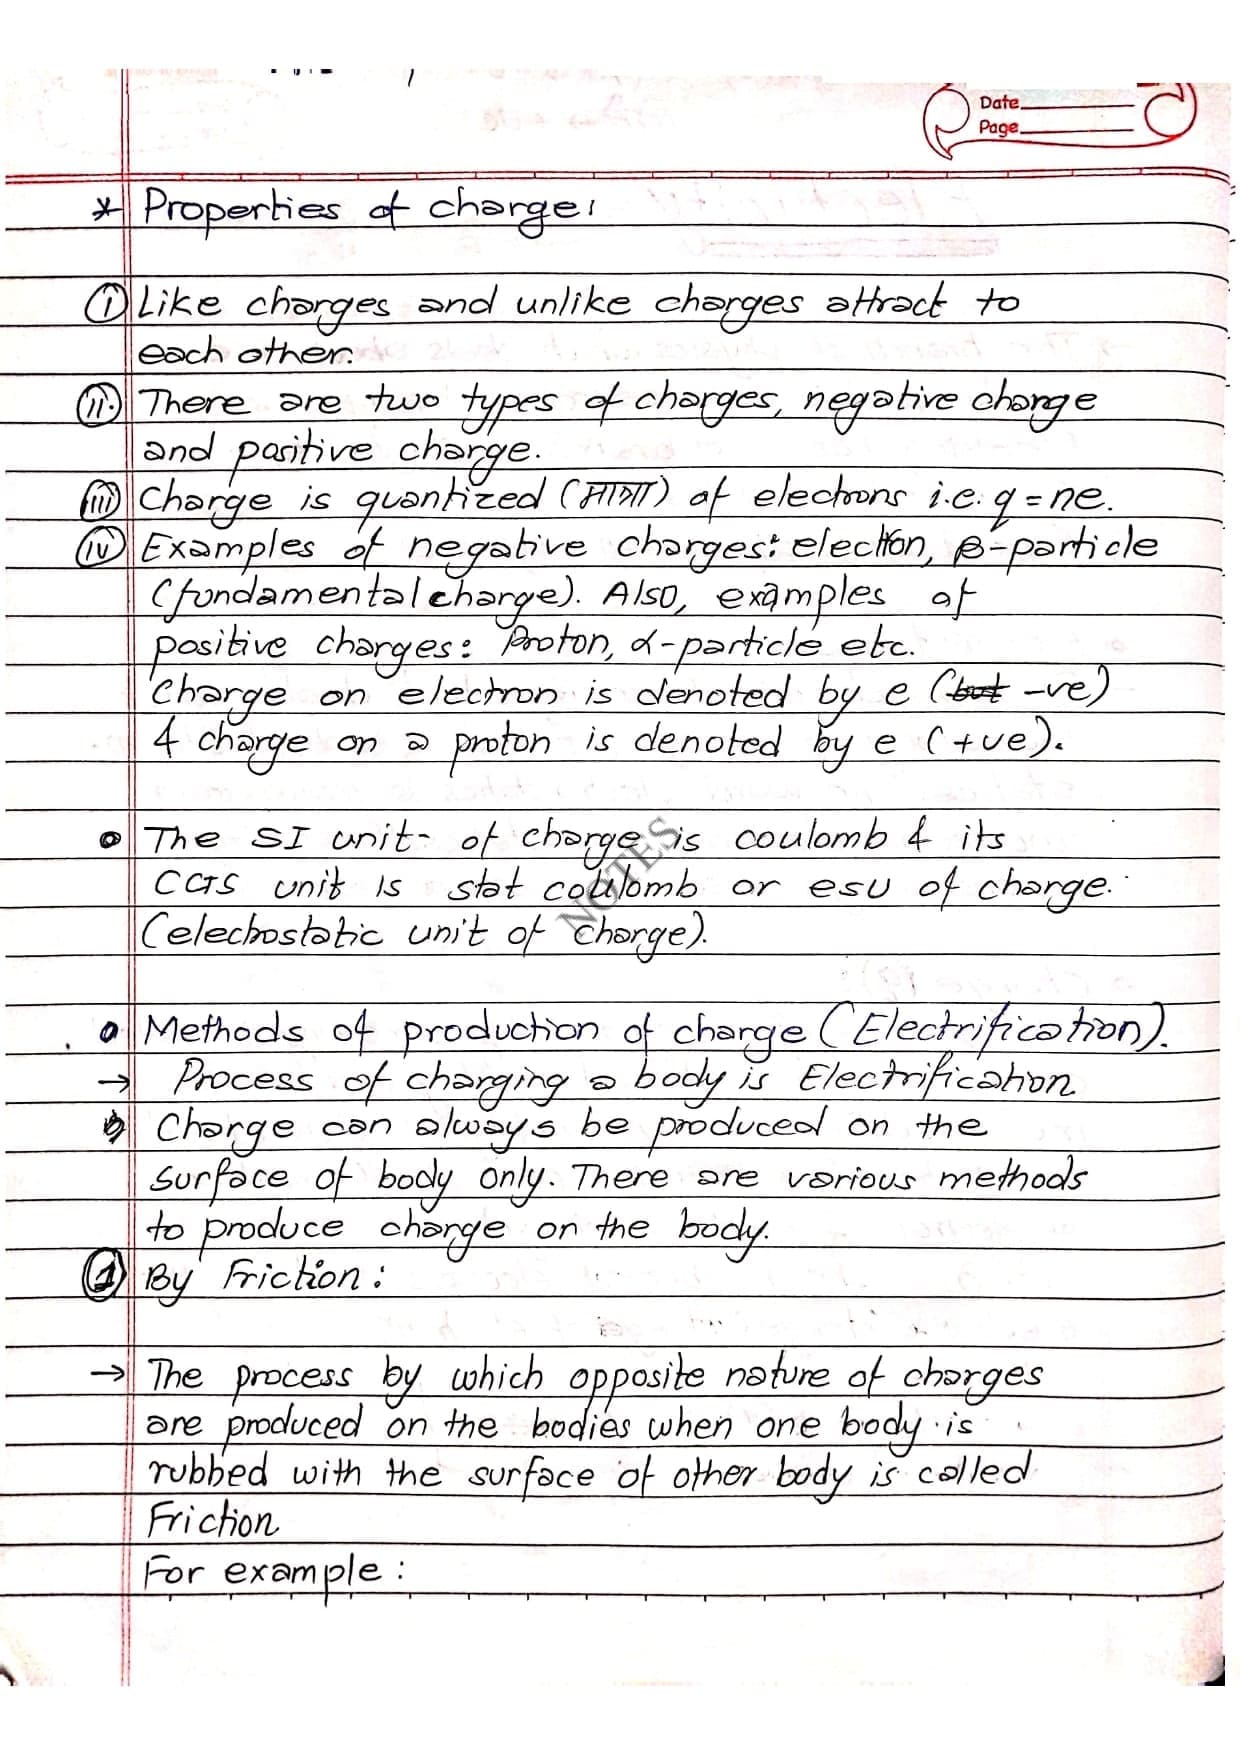 Date
Page
* Properties of charge:
(i) Like charges and unlike charges attract to
each other.
(ii) There are two types of charges, negative charge
and positive charge.
(iii) Charge is quantized (मात्रा) of electrons i.e. q = ne.
(iv) Examples of negative charges: electron, β-particle
(fundamental charge). Also, examples of
positive charges: Proton, α-particle etc.
Charge on electron is denoted by e (but -ve)
& charge on a proton is denoted by e (+ve).
The SI unit of charge is coulomb & its
CGS unit is stat coulomb or esu of charge.
(electrostatic unit of charge).
NOTES
Methods of production of charge (Electrification).
→ Process of charging a body is Electrification
Charge can always be produced on the
surface of body only. There are various methods
to produce charge on the body.
(1) By Friction:
→ The process by which opposite nature of charges
are produced on the bodies when one body is
rubbed with the surface of other body is called
Friction
For example: